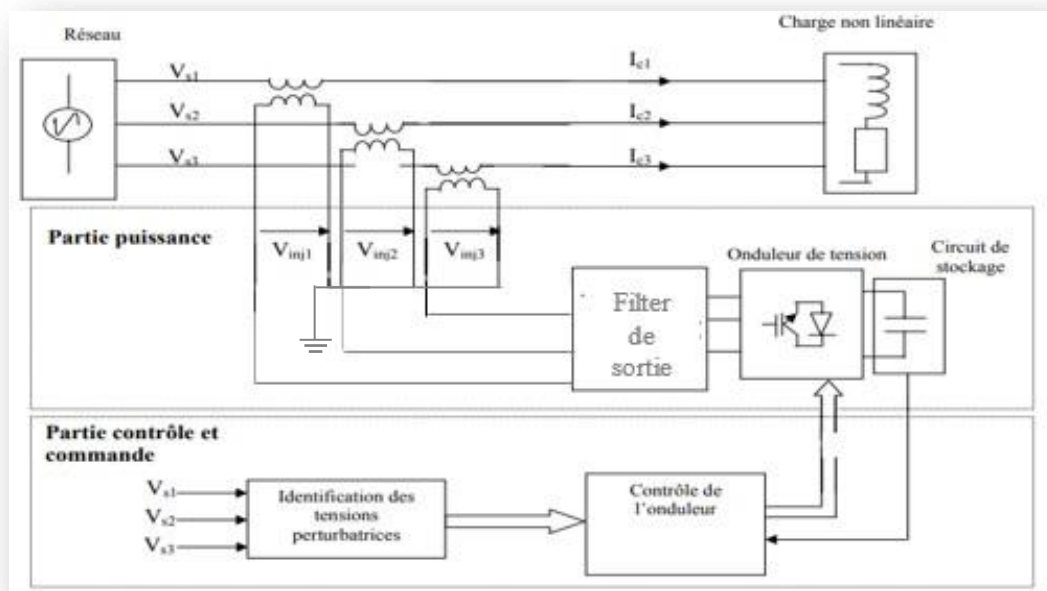 Réseau
Charge non linéaire
Vs1
Ic1
Vs2
Ic2
Vs3
Ic3
Partie puissance
Vinj1
Vinj2
Vinj3
Onduleur de tension
Circuit de
stockage
Filter
de
sortie
Partie contrôle et
commande
Vs1
Vs2
Vs3
Identification des
tensions
perturbatrices
Contrôle de
l'onduleur